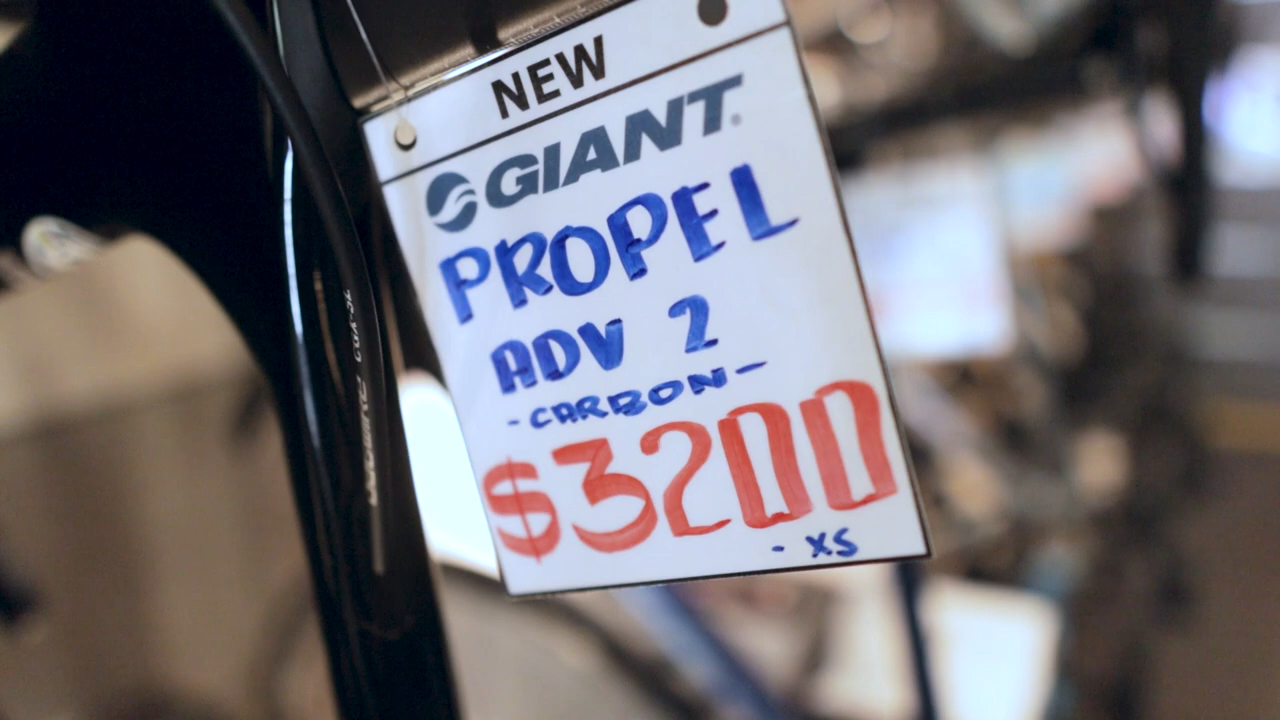 NEW
GIANT
PROPEL
ADV 2
-CARBON-
$3200
- XS